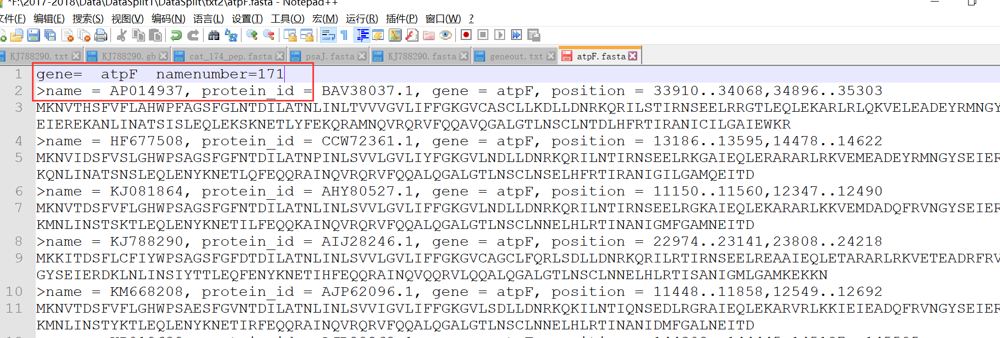 *F:\2017-2018\Data\DataSplit1\DataSplit\txt2\atpF.fasta - Notepad++
文件(F) 编辑(E) 搜索(S) 视图(V) 编码(N) 语言(L) 设置(T) 工具(O) 宏(M) 运行(R) 插件(P) 窗口(W) ?
KJ788290.txt KJ788290.gb cat_174_pep.fasta psaJ.fasta KJ788290.fasta geneout.txt atpF.fasta
1 gene= atpF namenumber=171
2 >name = AP014937, protein_id = BAV38037.1, gene = atpF, position = 33910..34068,34896..35303
3 MKNVTHSFVFLAHWPFAGSFGLNTDILATNLINLTVVVGVLIFFGKGVCASCLLKDLLDNRKQRILSTIRNSEELRRGTLEQLEKARLRLQKVELEADEYRMNGY
EIEREKANLINATSISLEQLEKSKNETLYFEKQRAMNQVRQRVFQQAVQGALGTLNSCLNTDLHFRTIRANICILGAIEWKR
4 >name = HF677508, protein_id = CCW72361.1, gene = atpF, position = 13186..13595,14478..14622
5 MKNVIDSFVSLGHWPSAGSFGFNTDILATNPINLSVVLGVLIYFGKGVLNDLLDNRKQRILNTIRNSEELRKGAIEQLERARARLRKVEMEADEYRMNGYSEIER
KQNLINATSNSLEQLENYKNETLQFEQQRAINQVRQRVFQQALQGALGTLNSCLNSELHFRTIRANIGILGAMQEITD
6 >name = KJ081864, protein_id = AHY80527.1, gene = atpF, position = 11150..11560,12347..12490
7 MKNVTDSFVFLGHWPSAGSFGFNTDILATNLINLSVVLGVLIFFGKGVLNDLLDNRKQRILNTIRNSEELRGKAIEQLEKARARLKKVEMDADQFRVNGYSEIER
KMNLINSTSKTLEQLENYKNETILFEQQKAINQVRQRVFQQALQGALGTLNSCLNNELHLRTINANIGMFGAMNEITD
8 >name = KJ788290, protein_id = AIJ28246.1, gene = atpF, position = 22974..23141,23808..24218
9 MKKITDSFLCFIYWPSAGSFGFDTDILATNLINLSVVLGVLIFFGKGVCAGCLFQRLSDLLDNRKQRILRTIRNSEELREAAIEQLETARARLRKVETEADRFRV
GYSEIERDKLNLINSIYTTLEQFENYKNETIHFEQQRAINQVQQRVLQQALQGALGTLNSCLNNELHLRTISANIGMLGAMKEKKN
10 >name = KM668208, protein_id = AJP62096.1, gene = atpF, position = 11448..11858,12549..12692
11 MKNVTDSFVFLGHWPSAESFGVNTDILATNLINLSVVIGVLIFFGKGVLSDLLDNRKQKILNTIQNSEDLRGRAIEQLEKARVRLKKIEIEADQFRVNGYSEIER
KMNLINSTYKTLEQLENYKNETIRFEQQRAINQVRQRVFQQALQGALGTLNSCLNNELHLRTINANIDMFGALNEITD